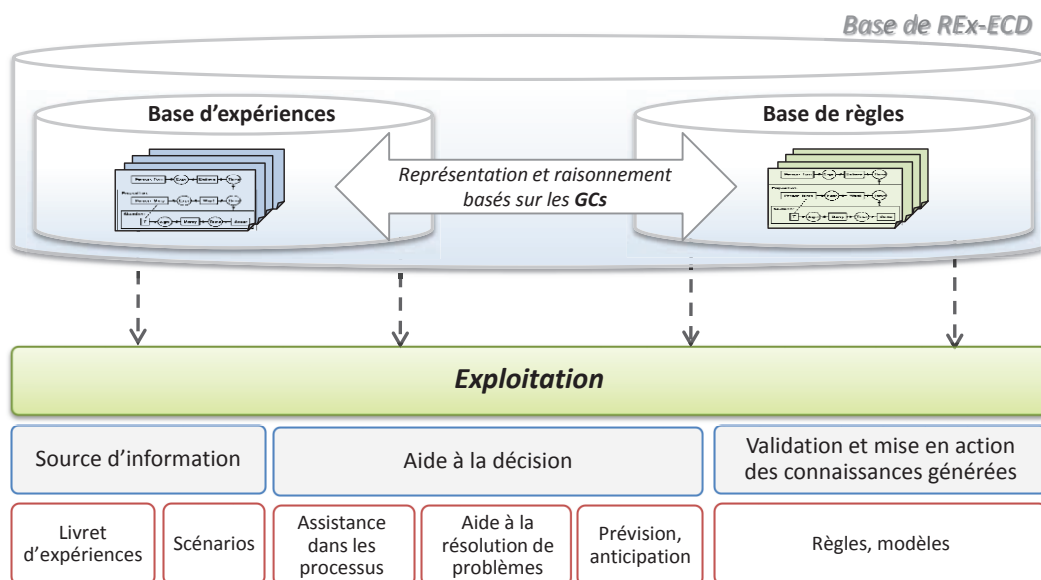 Base de REx-ECD
Base d'expériences
Base de règles
Représentation et raisonnement
basés sur les GCs
Exploitation
Source d'information
Aide à la décision
Validation et mise en action
des connaissances générées
Livret
d'expériences
Scénarios
Assistance
dans les
processus
Aide à la
résolution de
problèmes
Prévision,
anticipation
Règles, modèles